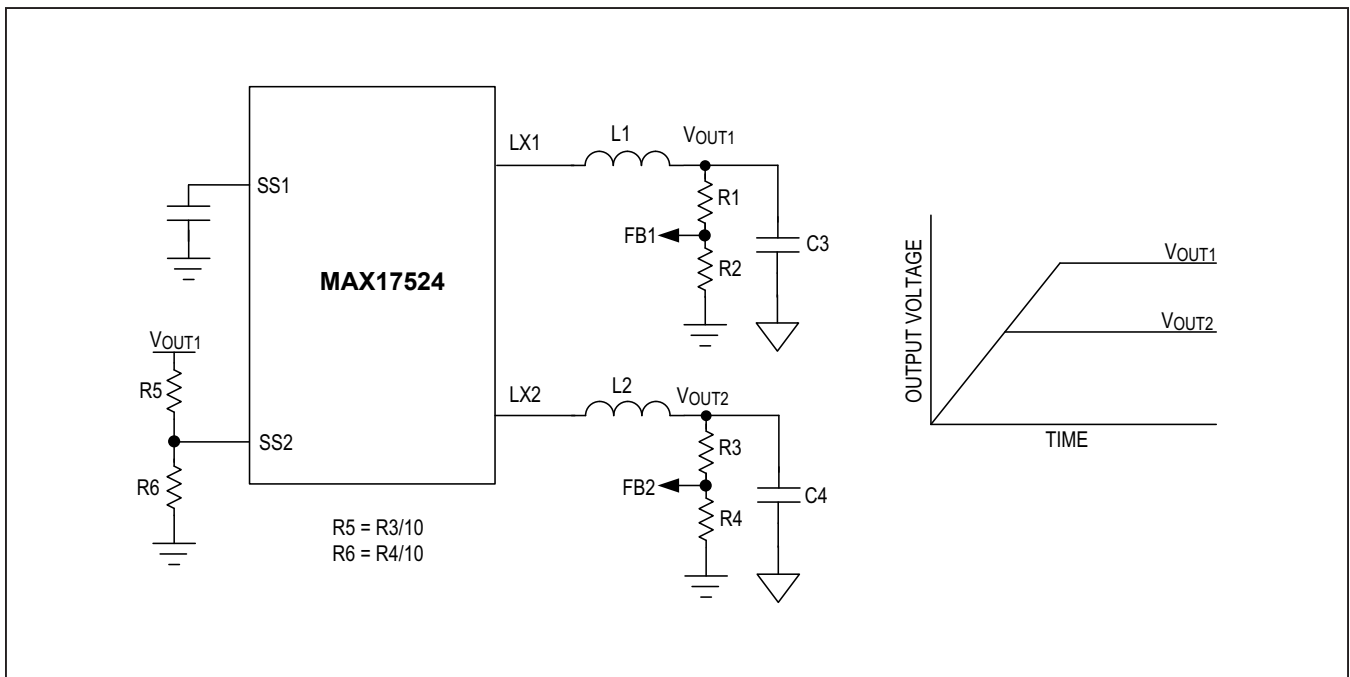 LX1
L1
VOUT1
SS1
R1
FB1
C3
R2
MAX17524
VOUT1
R5
LX2
L2
VOUT2
SS2
R3
R6
FB2
C4
R4
R5 = R3/10
R6 = R4/10
OUTPUT VOLTAGE
VOUT1
VOUT2
TIME